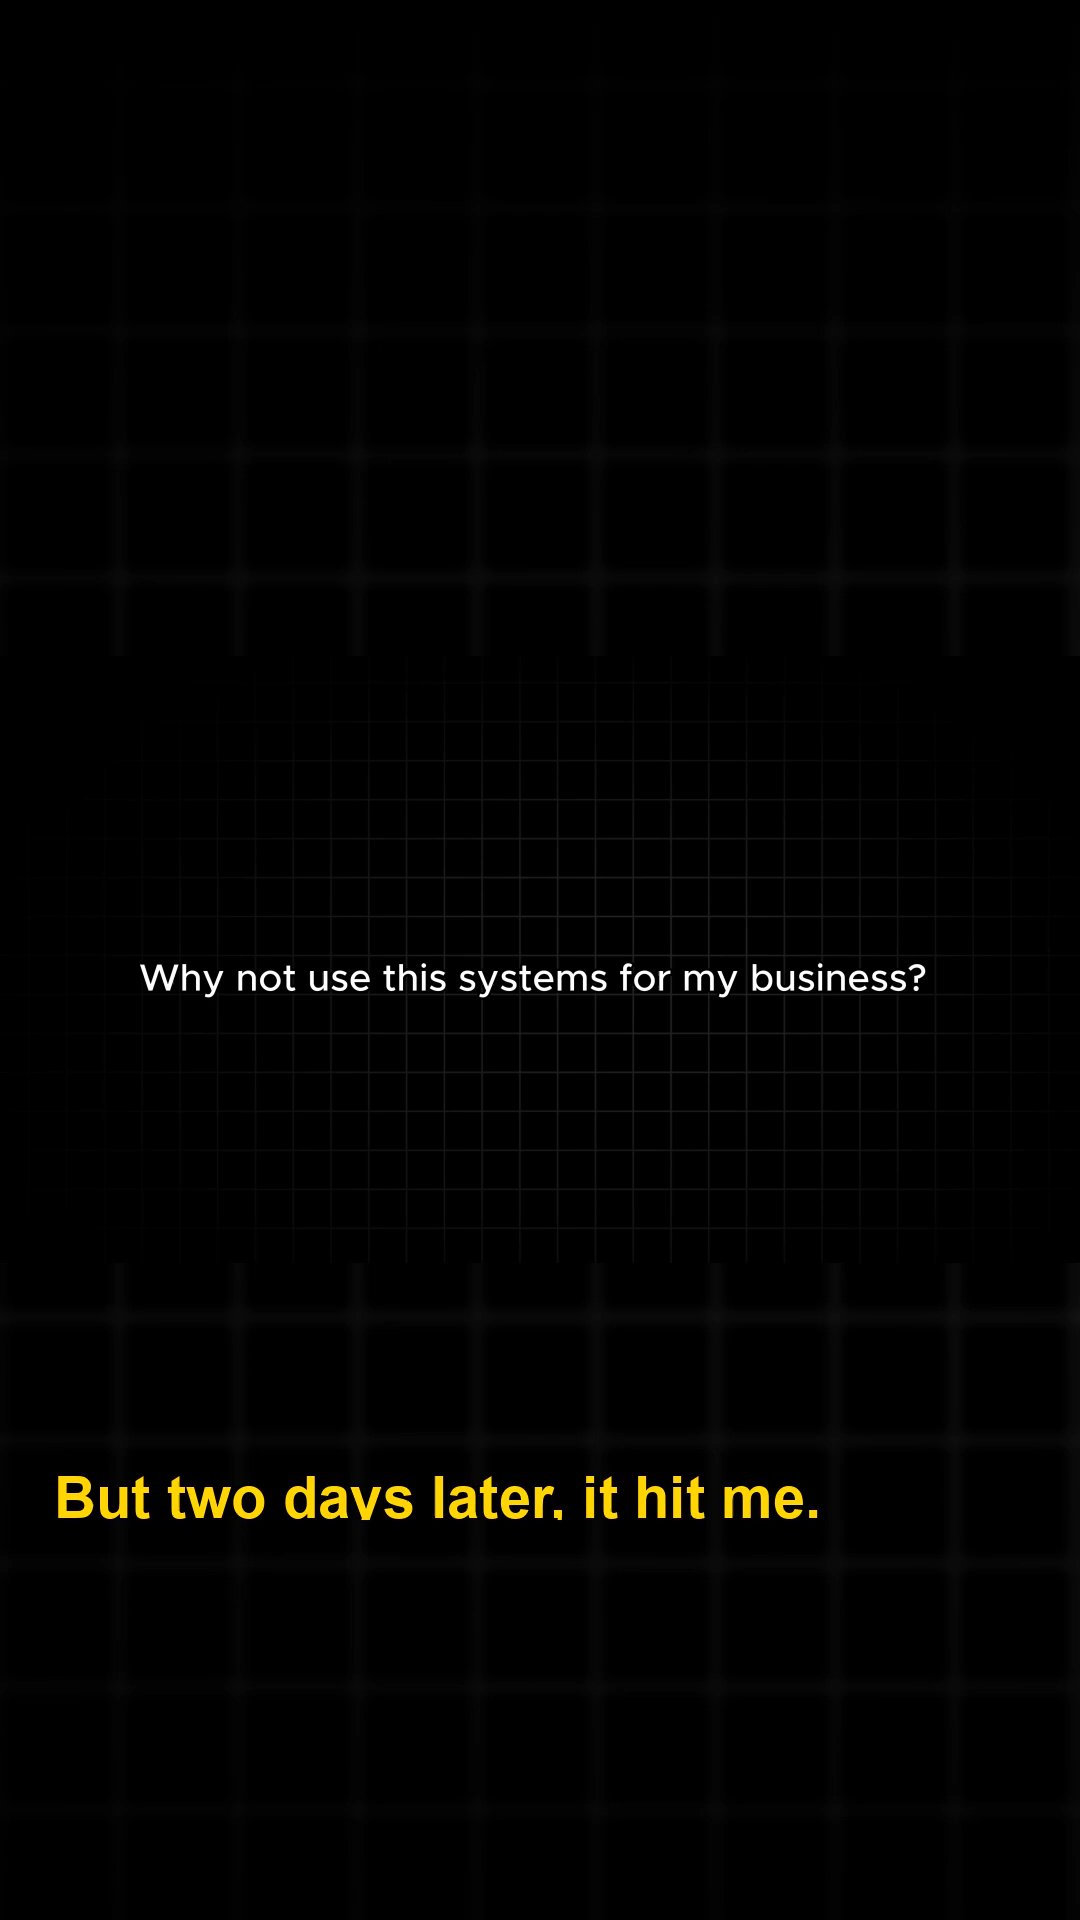 Why not use this systems for my business?
But two days later, it hit me.